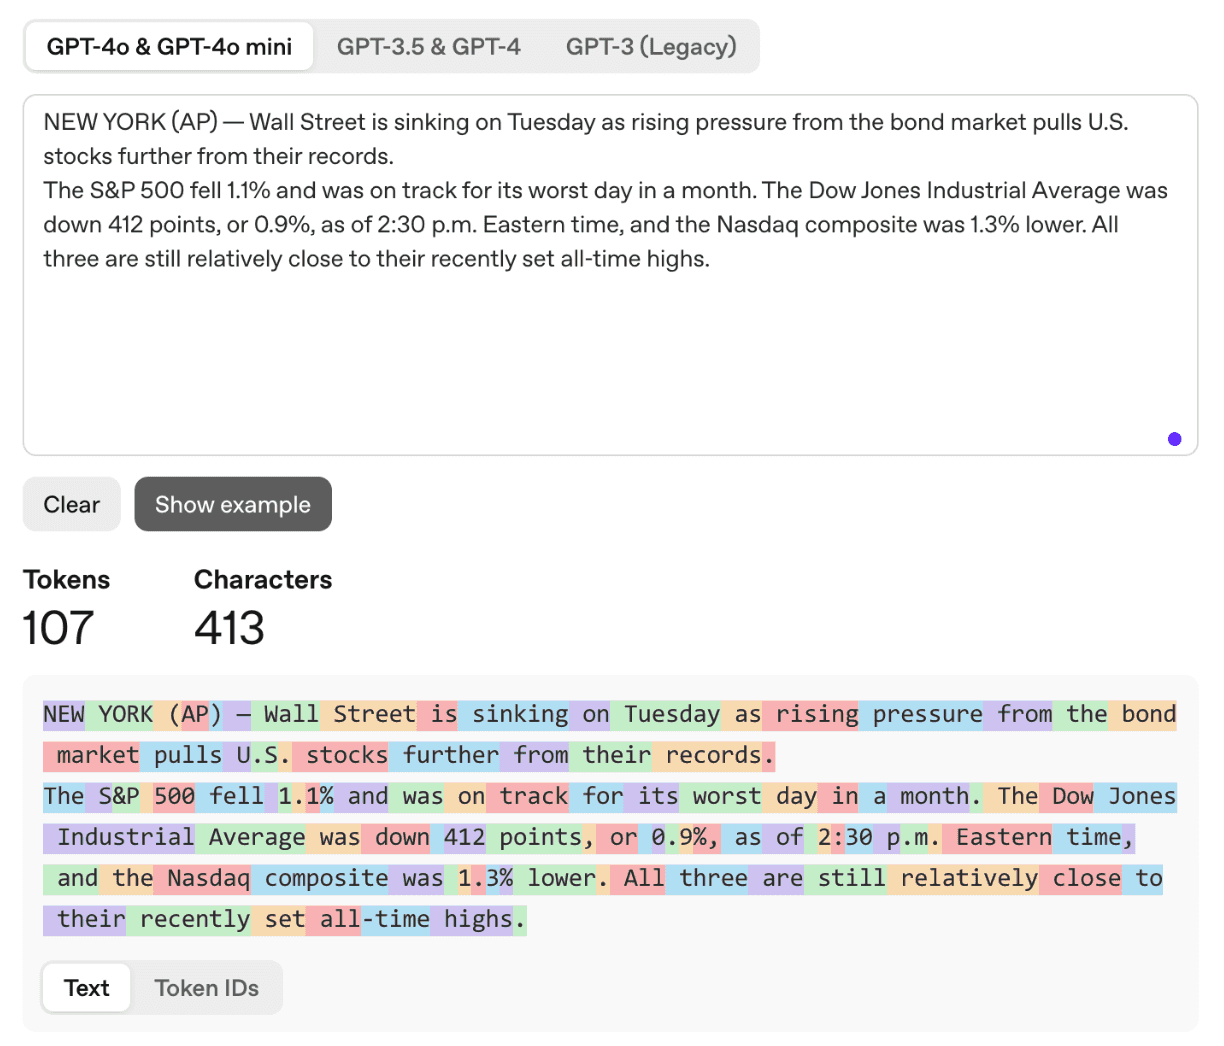 GPT-4o & GPT-4o mini GPT-3.5 & GPT-4 GPT-3 (Legacy)
NEW YORK (AP) — Wall Street is sinking on Tuesday as rising pressure from the bond market pulls U.S.
stocks further from their records.
The S&P 500 fell 1.1% and was on track for its worst day in a month. The Dow Jones Industrial Average was
down 412 points, or 0.9%, as of 2:30 p.m. Eastern time, and the Nasdaq composite was 1.3% lower. All
three are still relatively close to their recently set all-time highs.
Clear Show example
Tokens Characters
107 413
NEW YORK (AP) — Wall Street is sinking on Tuesday as rising pressure from the bond
market pulls U.S. stocks further from their records.
The S&P 500 fell 1.1% and was on track for its worst day in a month. The Dow Jones
Industrial Average was down 412 points, or 0.9%, as of 2:30 p.m. Eastern time,
and the Nasdaq composite was 1.3% lower. All three are still relatively close to
their recently set all-time highs.
Text Token IDs